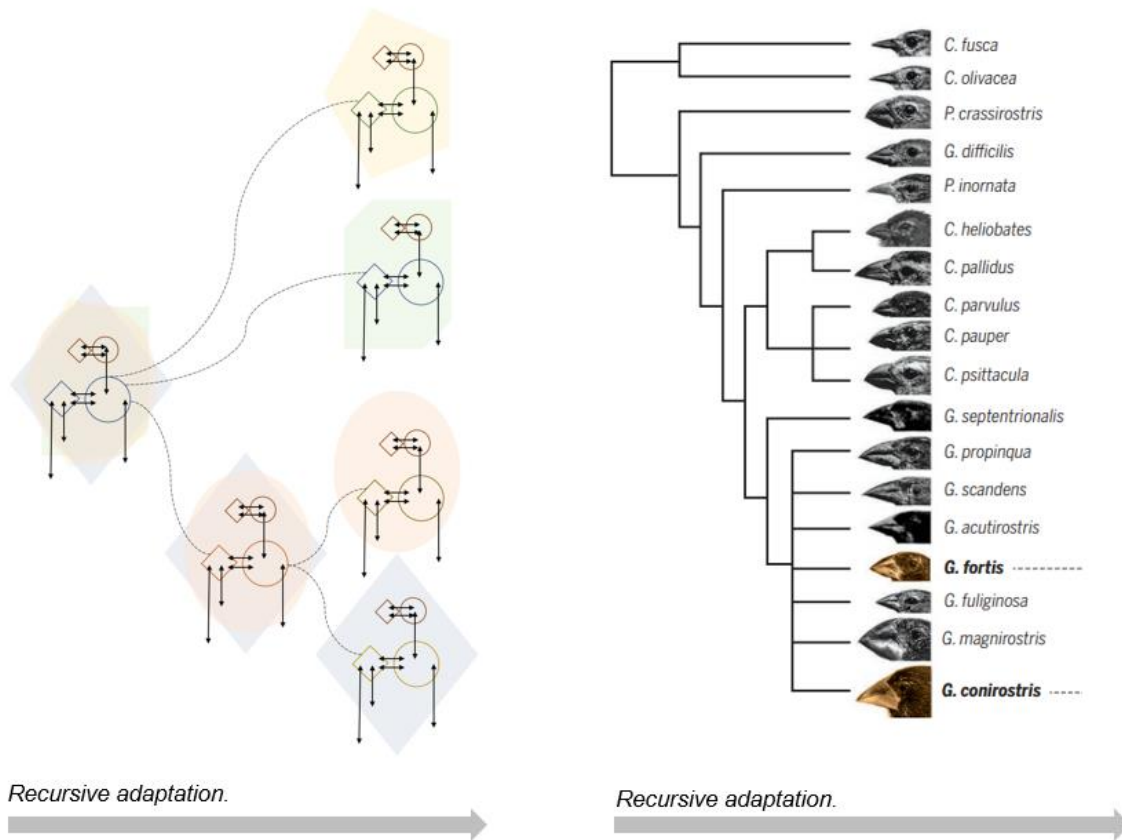 C. fusca
C. olivacea
P. crassirostris
G. difficilis
P. inornata
C. heliobates
C. pallidus
C. parvulus
C. pauper
C. psittacula
G. septentrionalis
G. propinqua
G. scandens
G. acutirostris
G. fortis
G. fuliginosa
G. magnirostris
G. conirostris
Recursive adaptation.
Recursive adaptation.